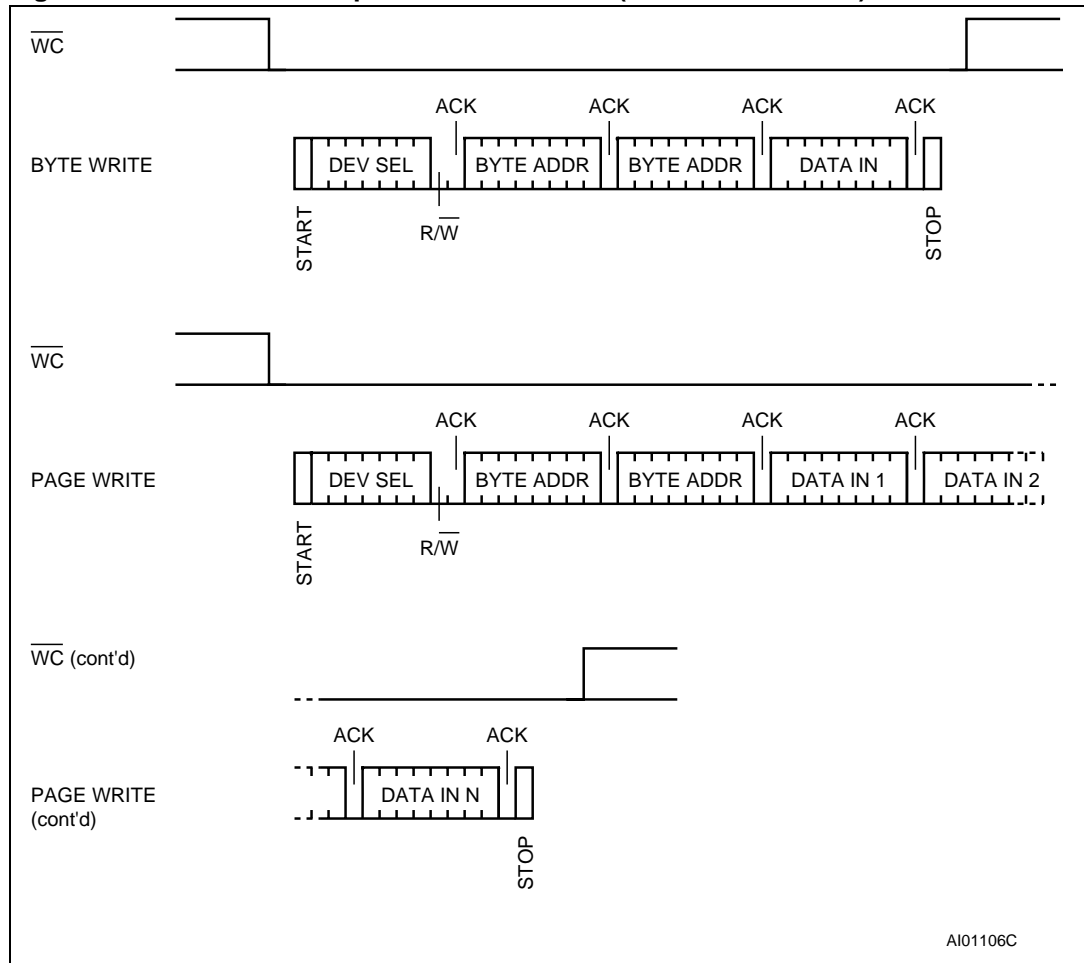 WC
ACK ACK ACK ACK
BYTE WRITE
DEV SEL BYTE ADDR BYTE ADDR DATA IN
R/W
START
STOP
WC
ACK ACK ACK ACK
PAGE WRITE
DEV SEL BYTE ADDR BYTE ADDR DATA IN 1 DATA IN 2
R/W
START
WC (cont'd)
ACK ACK
PAGE WRITE
(cont'd)
DATA IN N
STOP
AI01106C